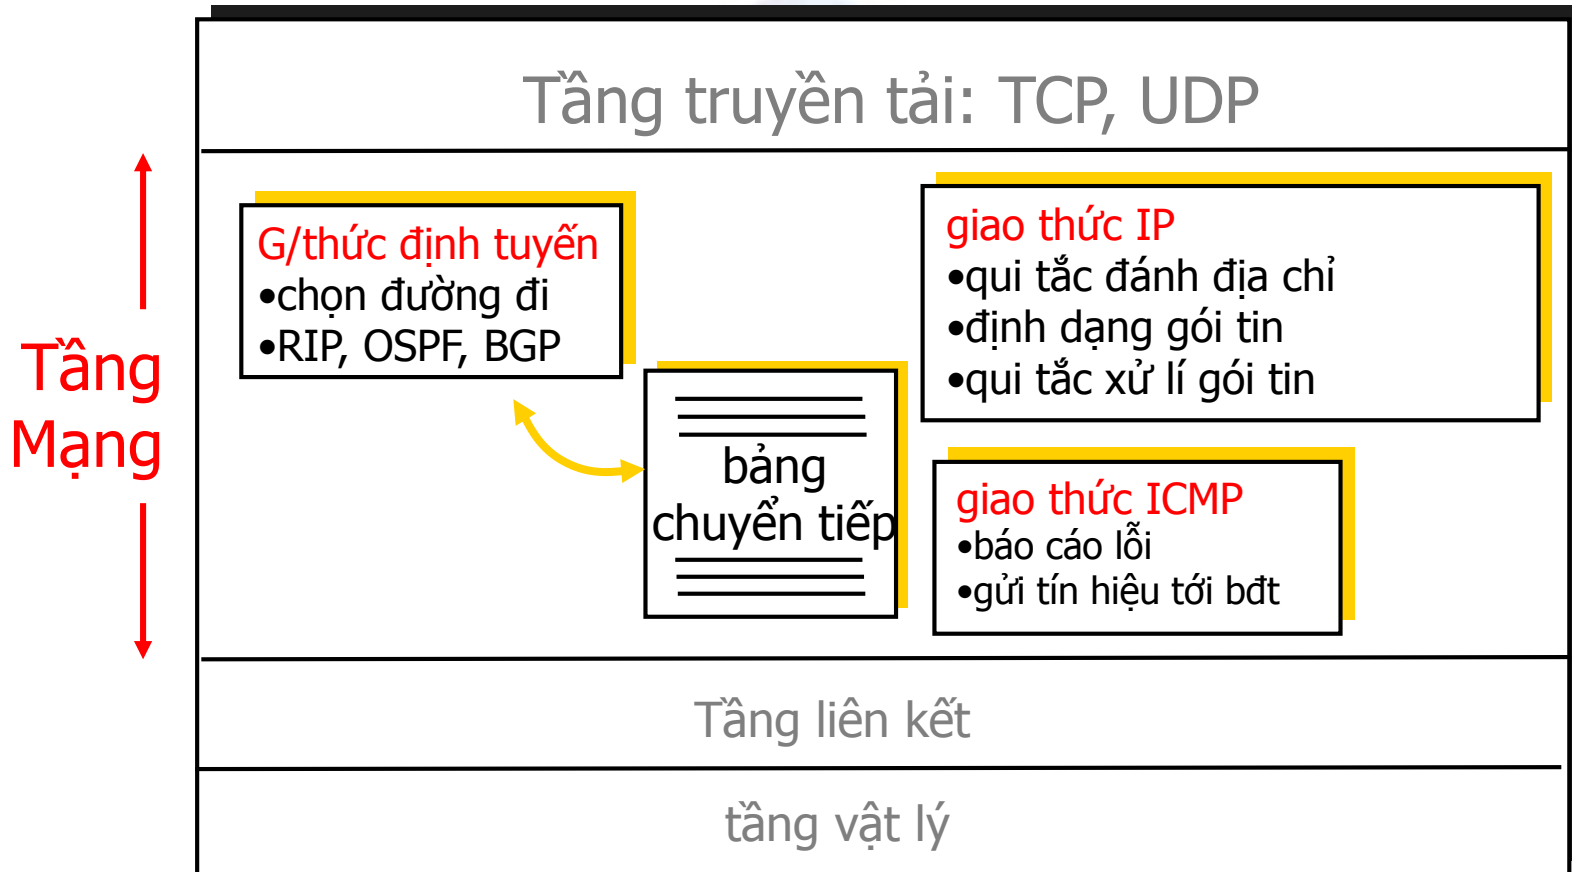 Tầng truyền tải: TCP, UDP
Tầng
Mạng
G/thức định tuyến
•chọn đường đi
•RIP, OSPF, BGP
bảng
chuyển tiếp
giao thức IP
•qui tắc đánh địa chỉ
•định dạng gói tin
•qui tắc xử lí gói tin
giao thức ICMP
•báo cáo lỗi
•gửi tín hiệu tới bđt
Tầng liên kết
tầng vật lý